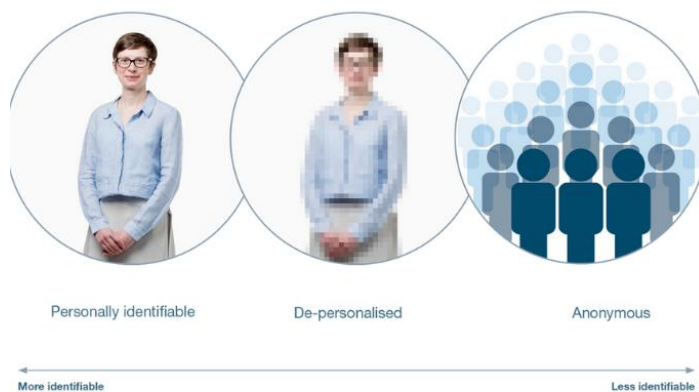 Personally identifiable
De-personalised
Anonymous
More identifiable
Less identifiable